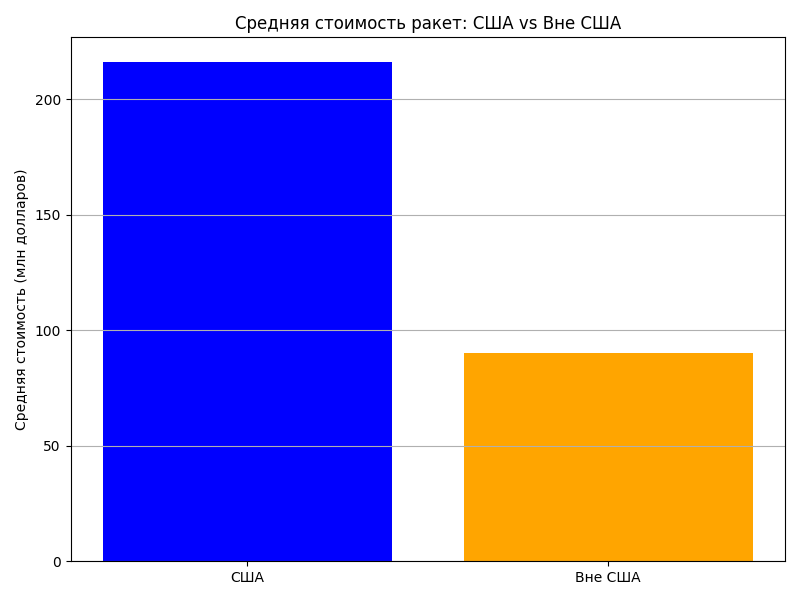 Средняя стоимость ракет: США vs Вне США
Средняя стоимость (млн долларов)
200
150
100
50
0
США
Вне США